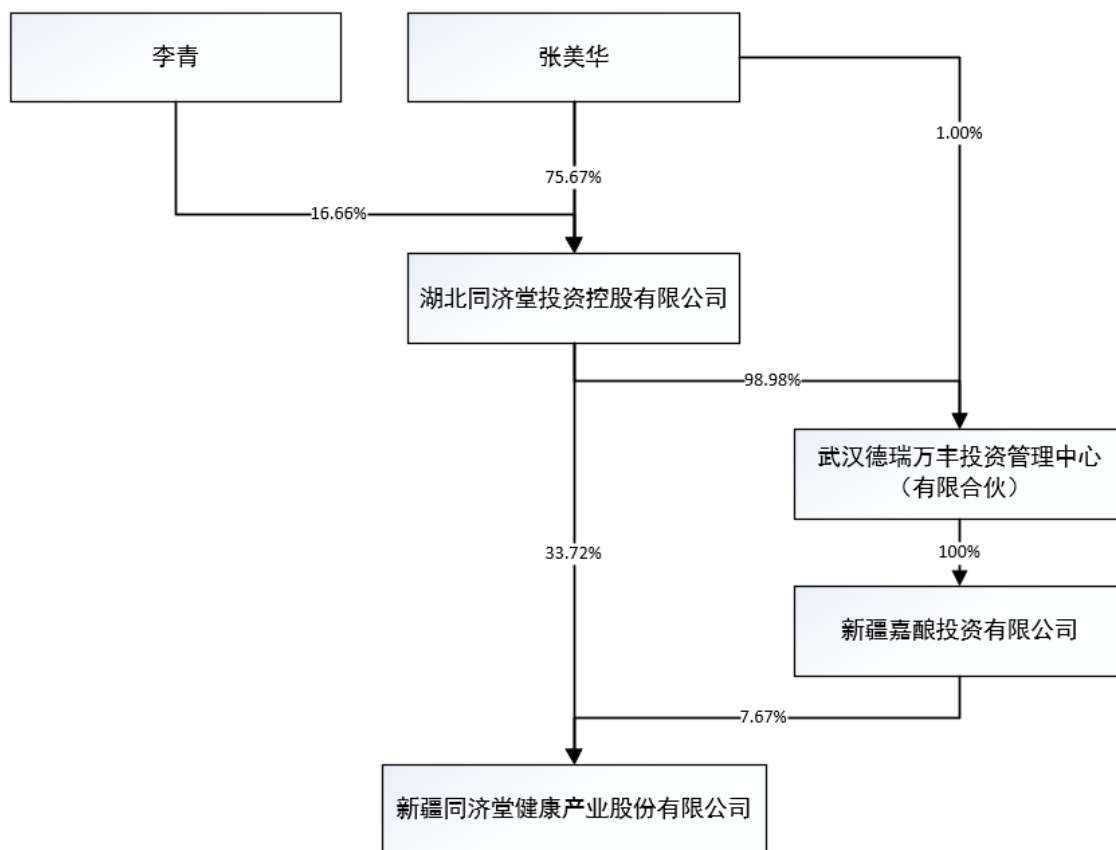 李青
张美华
1.00%
75.67%
16.66%
湖北同济堂投资控股有限公司
98.98%
武汉德瑞万丰投资管理中心
（有限合伙）
33.72%
100%
新疆嘉酿投资有限公司
7.67%
新疆同济堂健康产业股份有限公司